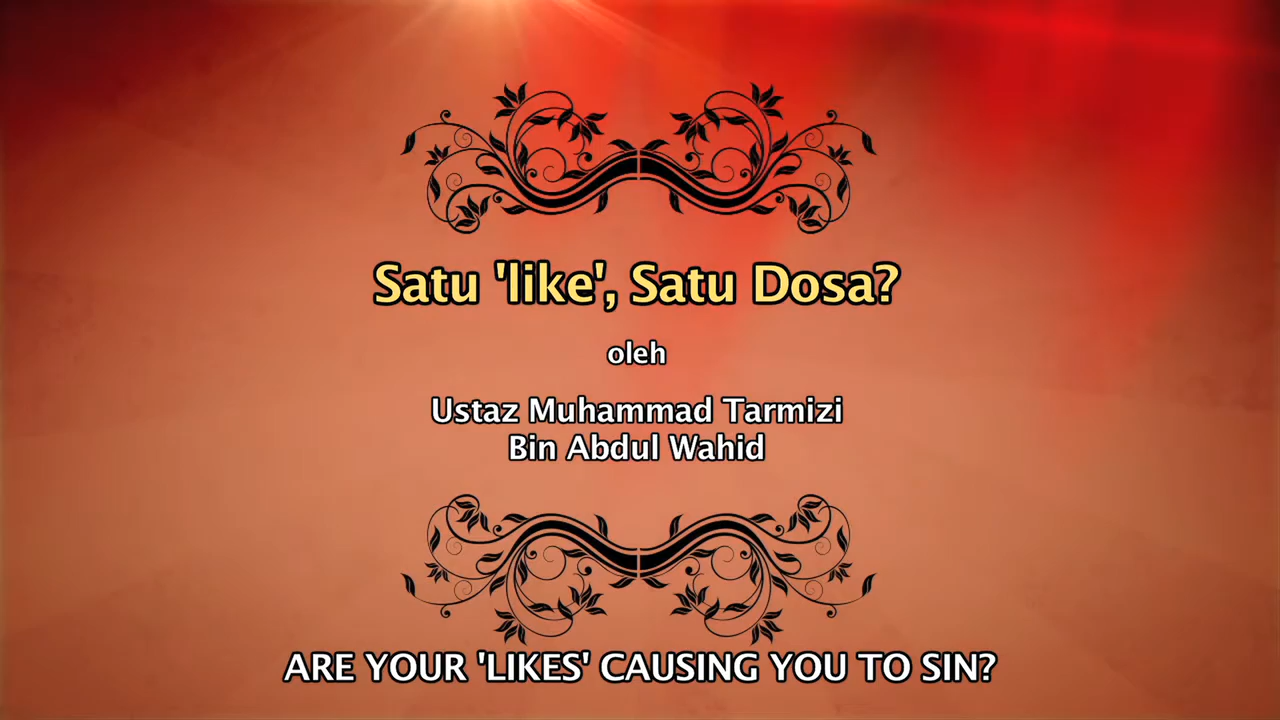 Satu 'like', Satu Dosa?
oleh
Ustaz Muhammad Tarmizi
Bin Abdul Wahid
ARE YOUR 'LIKES' CAUSING YOU TO SIN?